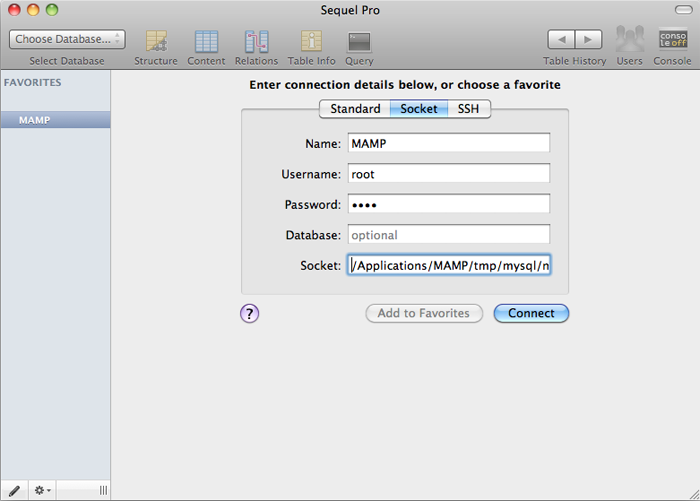 Sequel Pro
Choose Database...
Select Database
Structure
Content
Relations
Table Info
Query
Table History
Users
conso
le off
Console
FAVORITES
MAMP
Enter connection details below, or choose a favorite
Standard
Socket
SSH
Name: MAMP
Username: root
Password: ••••
Database: optional
Socket: /Applications/MAMP/tmp/mysql/n
?
Add to Favorites
Connect